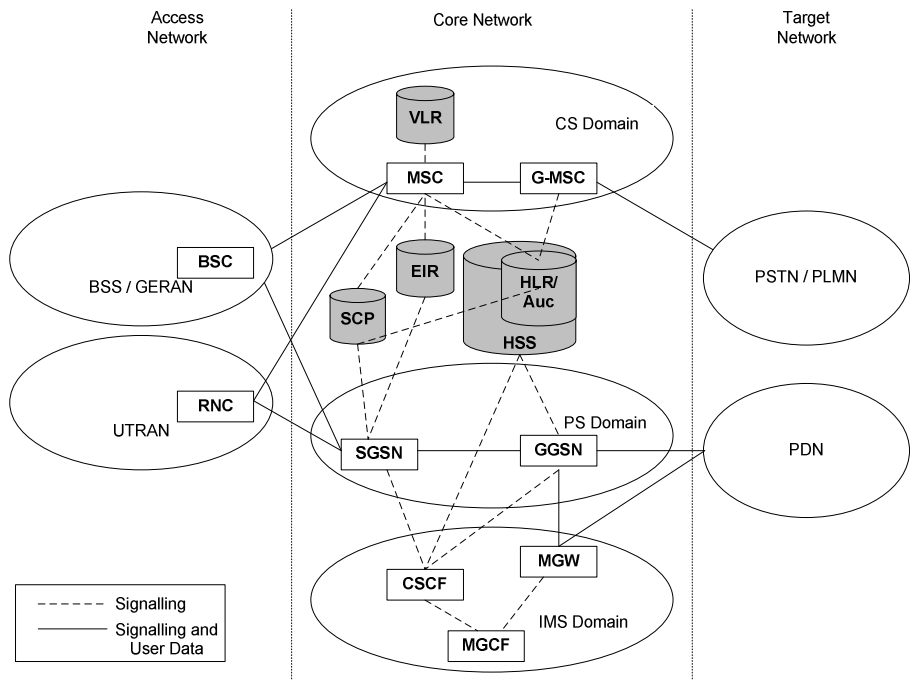 Access
Network
Core Network
Target
Network
VLR
CS Domain
MSC
G-MSC
BSC
BSS / GERAN
EIR
HLR/
Auc
SCP
HSS
PSTN / PLMN
RNC
UTRAN
PS Domain
SGSN
GGSN
PDN
MGW
CSCF
IMS Domain
MGCF
Signalling
Signalling and
User Data